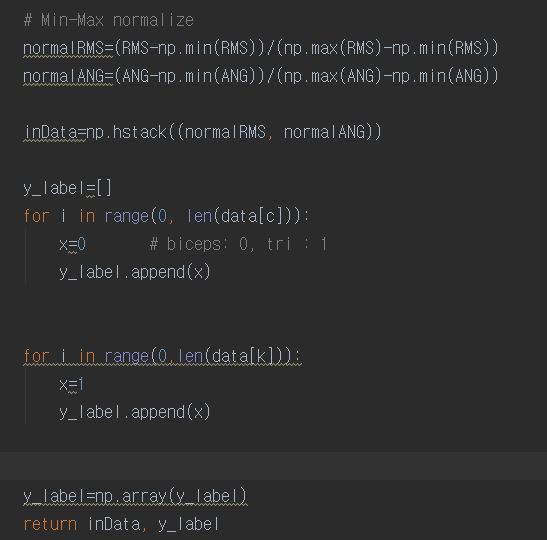 # Min-Max normalize
normalRMS=(RMS-np.min(RMS))/(np.max(RMS)-np.min(RMS))
normalANG=(ANG-np.min(ANG))/(np.max(ANG)-np.min(ANG))
inData=np.hstack((normalRMS, normalANG))
y_label=[]
for i in range(0, len(data[c])):
x=0 # biceps: 0, tri : 1
y_label.append(x)
for i in range(0,len(data[k])):
x=1
y_label.append(x)
y_label=np.array(y_label)
return inData, y_label